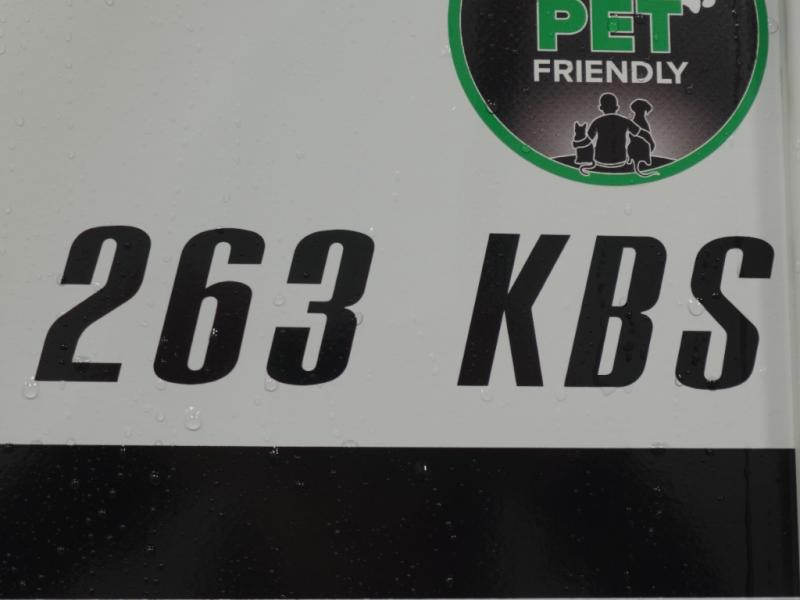 PET
FRIENDLY
263 KBS